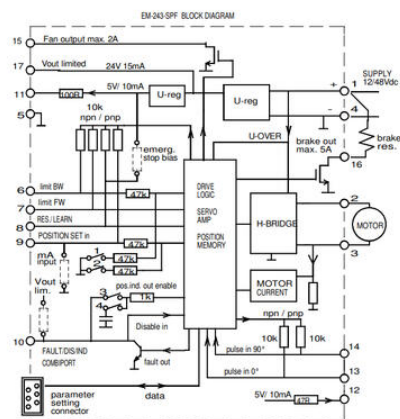 EM-243-SPF BLOCK DIAGRAM
15 Fan output max. 2A
17 Vout limited 24V 15mA
11 100R 5V/ 10mA U-reg U-reg + 1 SUPPLY 12/48Vdc
5 - 4
10k npn / pnp
U-OVER
brake out max. 5A
brake res.
16
emerg. stop bias
6 limit BW 47k
7 limit FW
8 RES./ LEARN 47k
9 POSITION SET in 47k
DRIVE LOGIC
SERVO AMP
POSITION MEMORY
H-BRIDGE
2
MOTOR
3
mA input
1 47k
2 47k
MOTOR CURRENT
Vout lim.
pos.ind. out enable
3 1k
4
npn / pnp
10k 10k
Disable in
10
FAULT/DIS/IND COMBIPORT
fault out
pulse in 90° 14
pulse in 0° 13
12
5V/ 10mA 47R
parameter setting connector
data